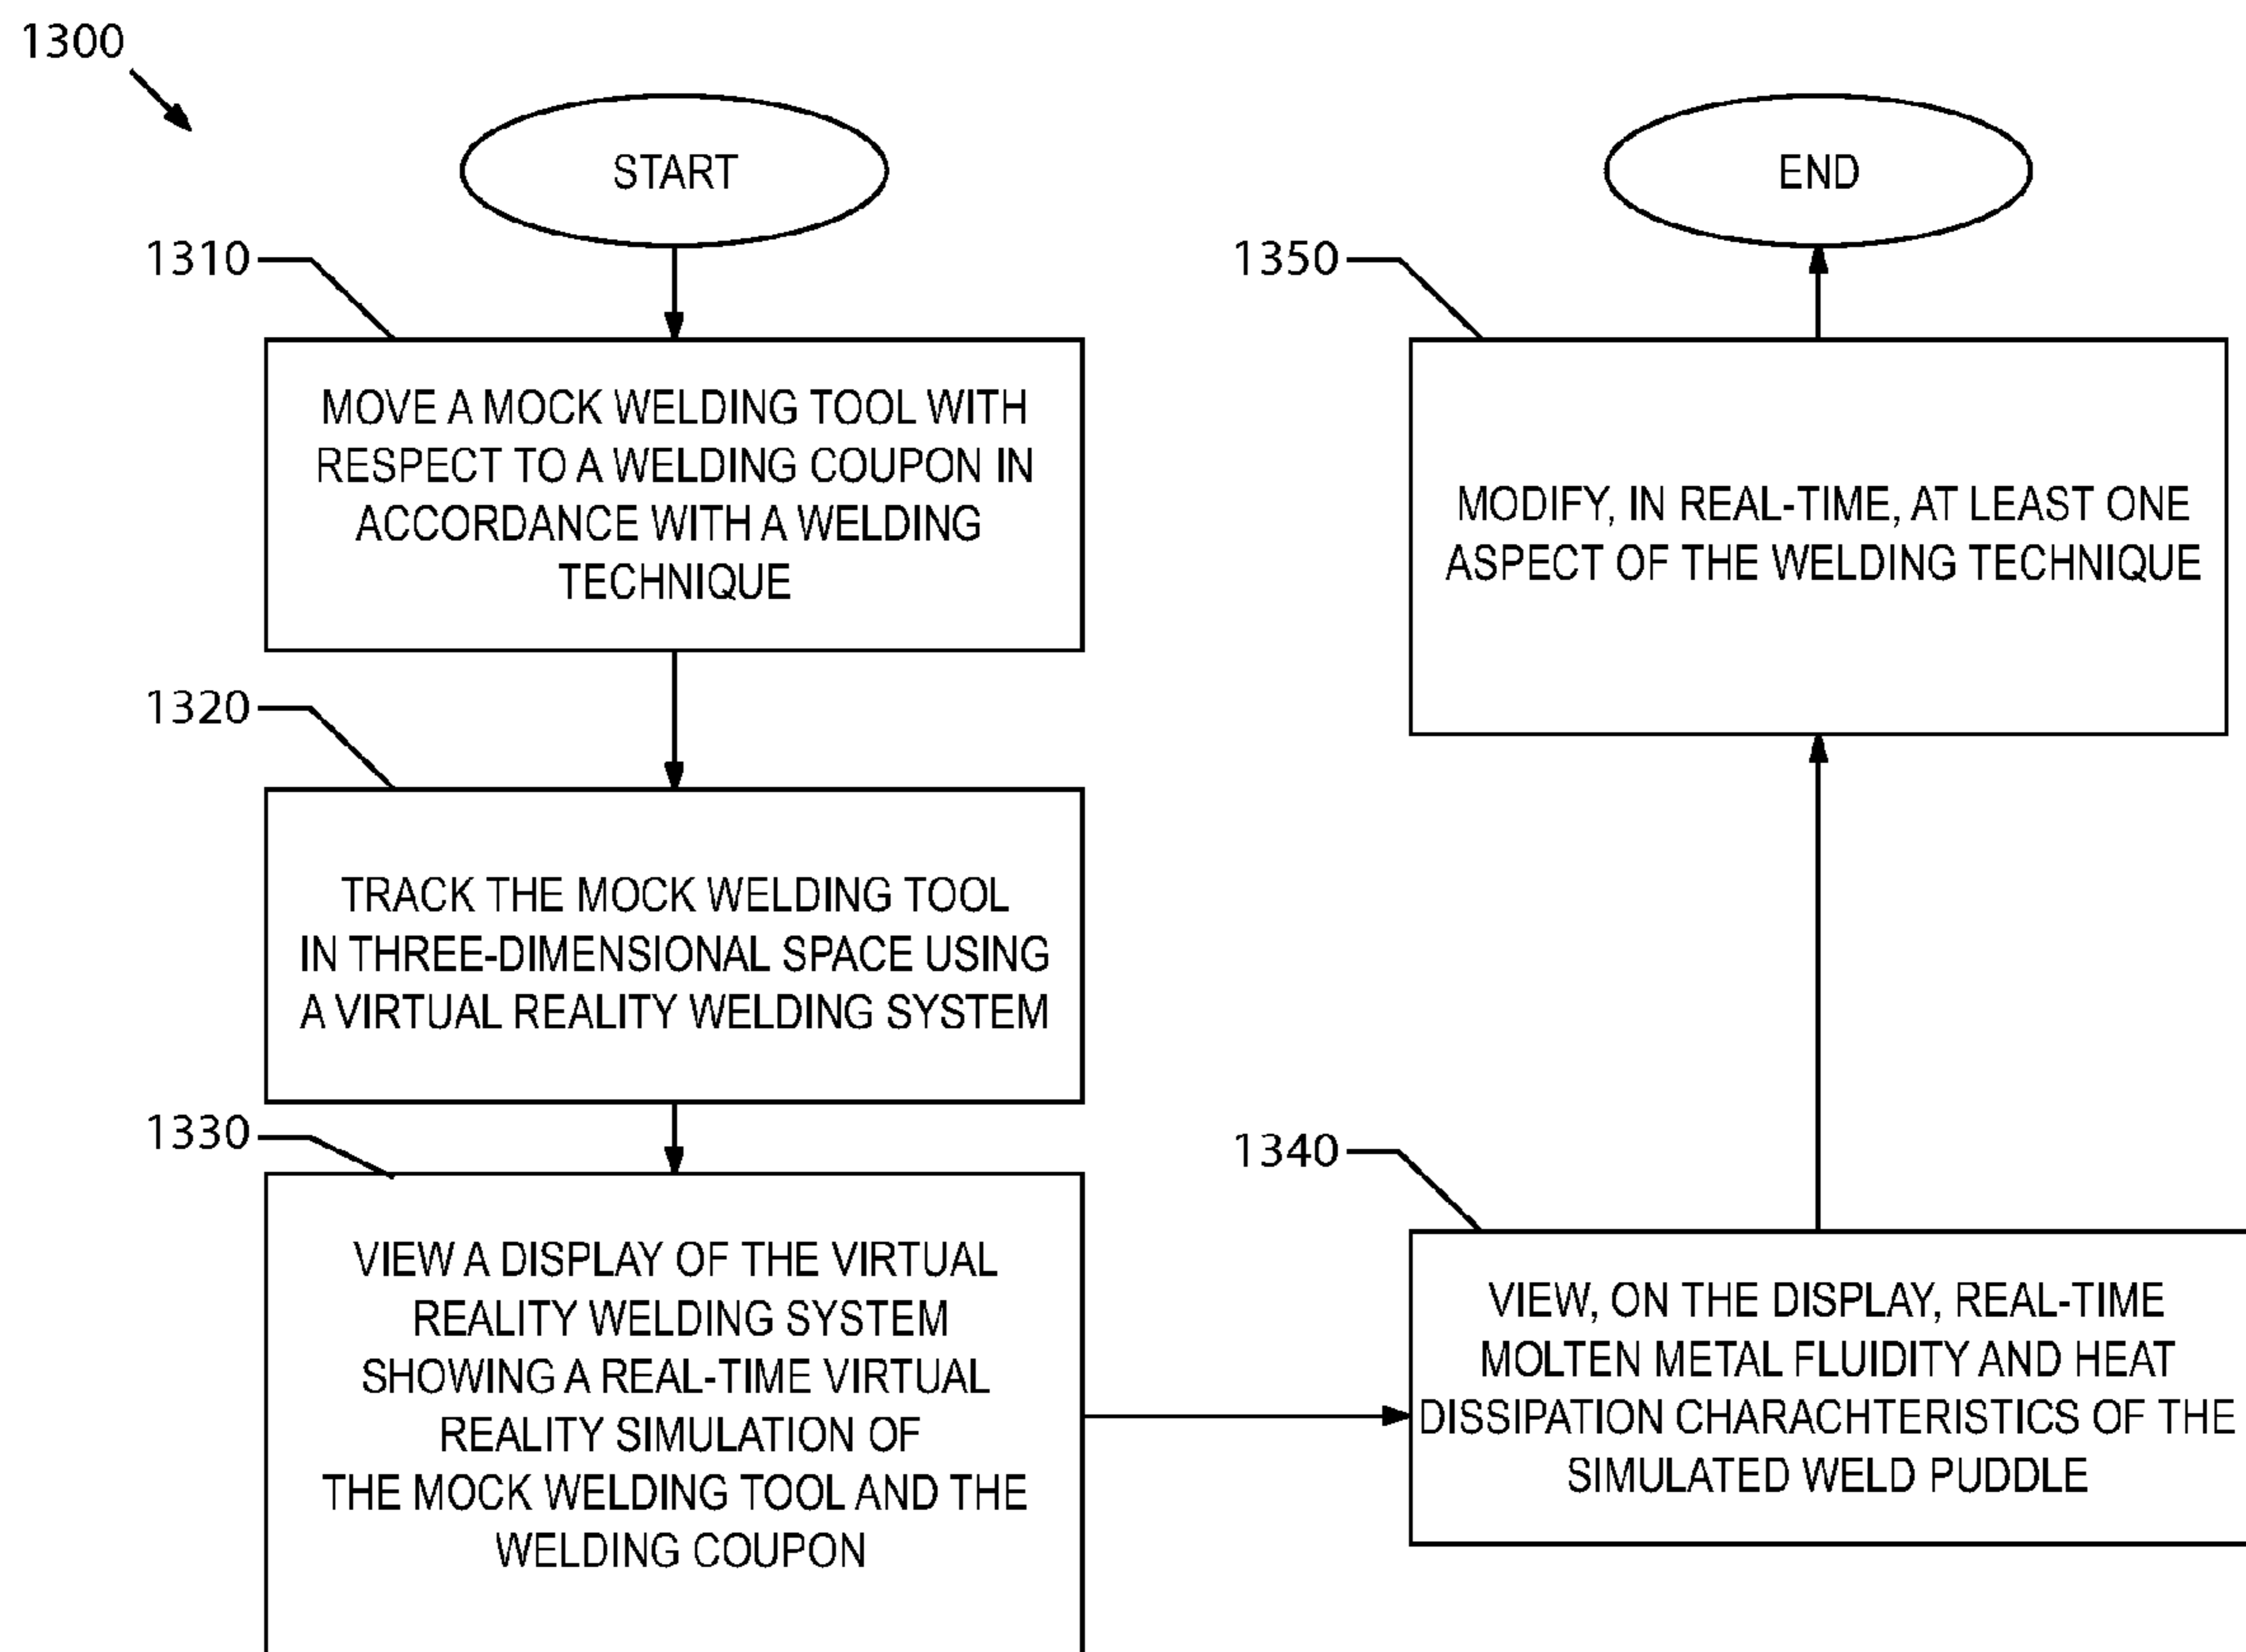 1300
START
1310
MOVE A MOCK WELDING TOOL WITH
RESPECT TO A WELDING COUPON IN
ACCORDANCE WITH A WELDING
TECHNIQUE
1320
TRACK THE MOCK WELDING TOOL
IN THREE-DIMENSIONAL SPACE USING
A VIRTUAL REALITY WELDING SYSTEM
1330
VIEW A DISPLAY OF THE VIRTUAL
REALITY WELDING SYSTEM
SHOWING A REAL-TIME VIRTUAL
REALITY SIMULATION OF
THE MOCK WELDING TOOL AND THE
WELDING COUPON
1340
VIEW, ON THE DISPLAY, REAL-TIME
MOLTEN METAL FLUIDITY AND HEAT
DISSIPATION CHARACHTERISTICS OF THE
SIMULATED WELD PUDDLE
1350
MODIFY, IN REAL-TIME, AT LEAST ONE
ASPECT OF THE WELDING TECHNIQUE
END